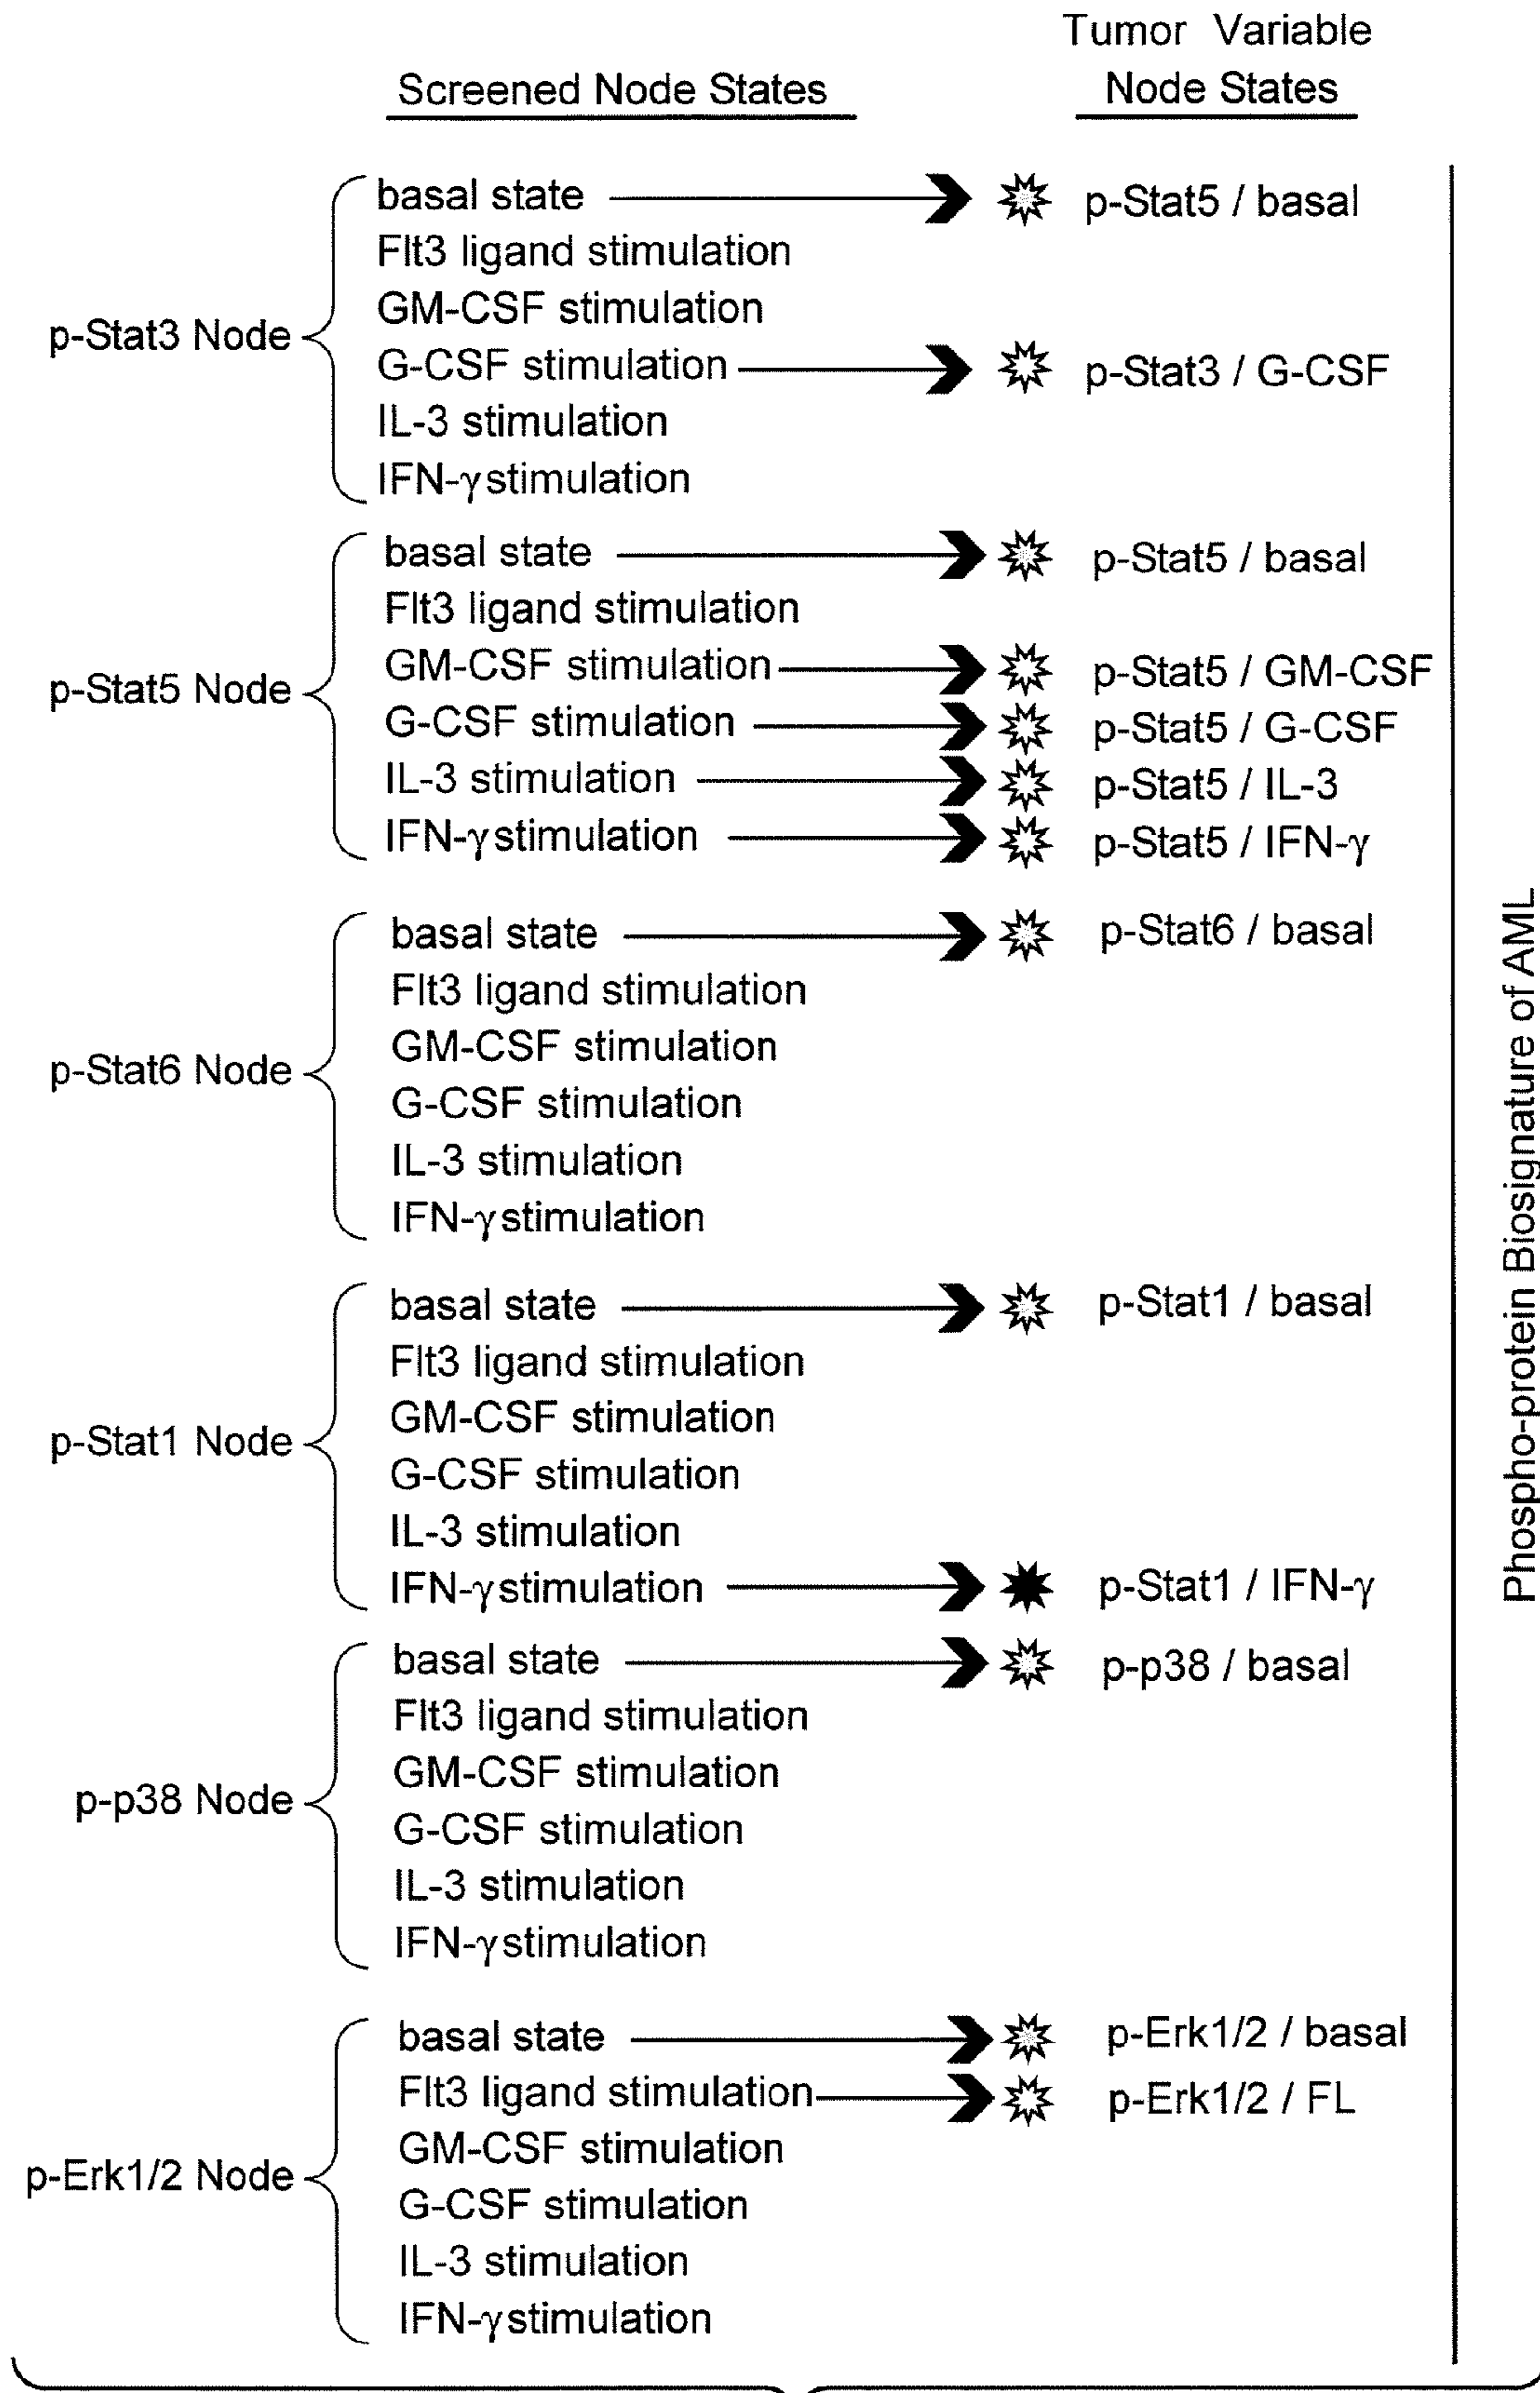 Tumor Variable
Screened Node States Node States
basal state p-Stat5 / basal
Flt3 ligand stimulation
GM-CSF stimulation
p-Stat3 Node
G-CSF stimulation p-Stat3 / G-CSF
IL-3 stimulation
IFN-γ stimulation
basal state p-Stat5 / basal
Flt3 ligand stimulation
GM-CSF stimulation p-Stat5 / GM-CSF
p-Stat5 Node
G-CSF stimulation p-Stat5 / G-CSF
IL-3 stimulation p-Stat5 / IL-3
IFN-γ stimulation p-Stat5 / IFN-γ
basal state p-Stat6 / basal
Flt3 ligand stimulation
GM-CSF stimulation
p-Stat6 Node
G-CSF stimulation
IL-3 stimulation
IFN-γ stimulation
basal state p-Stat1 / basal
Flt3 ligand stimulation
GM-CSF stimulation
p-Stat1 Node
G-CSF stimulation
IL-3 stimulation
IFN-γ stimulation p-Stat1 / IFN-γ
basal state p-p38 / basal
Flt3 ligand stimulation
GM-CSF stimulation
p-p38 Node
G-CSF stimulation
IL-3 stimulation
IFN-γ stimulation
basal state p-Erk1/2 / basal
Flt3 ligand stimulation p-Erk1/2 / FL
GM-CSF stimulation
p-Erk1/2 Node
G-CSF stimulation
IL-3 stimulation
IFN-γ stimulation
Phospho-protein Biosignature of AML